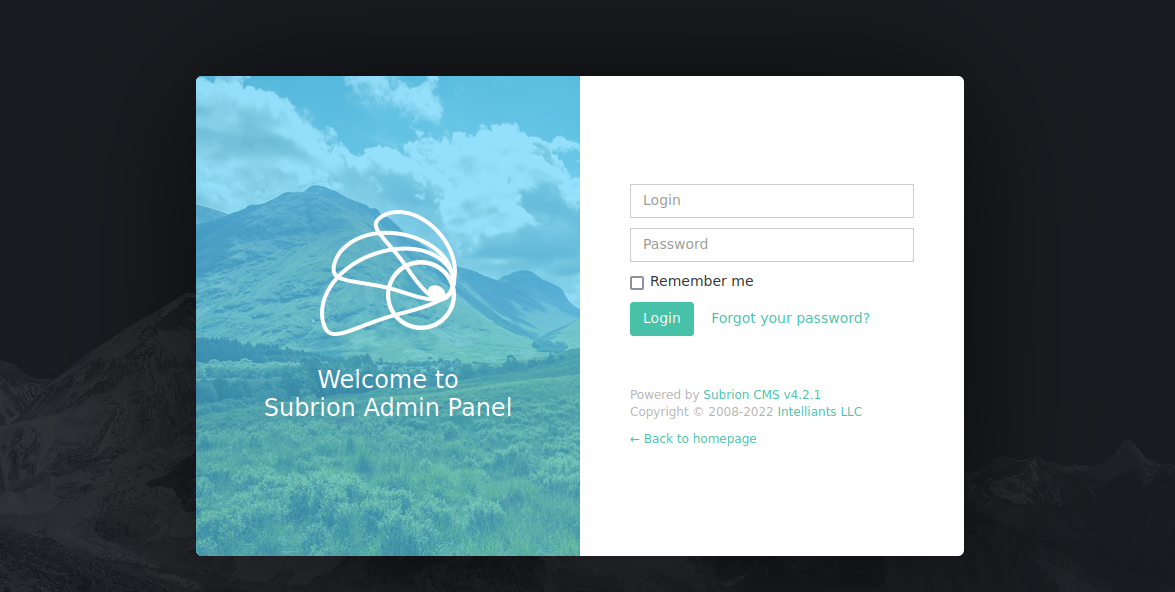 Welcome to
Subrion Admin Panel
Login
Password
Remember me
Login Forgot your password?
Powered by Subrion CMS v4.2.1
Copyright © 2008-2022 Intelliants LLC
← Back to homepage